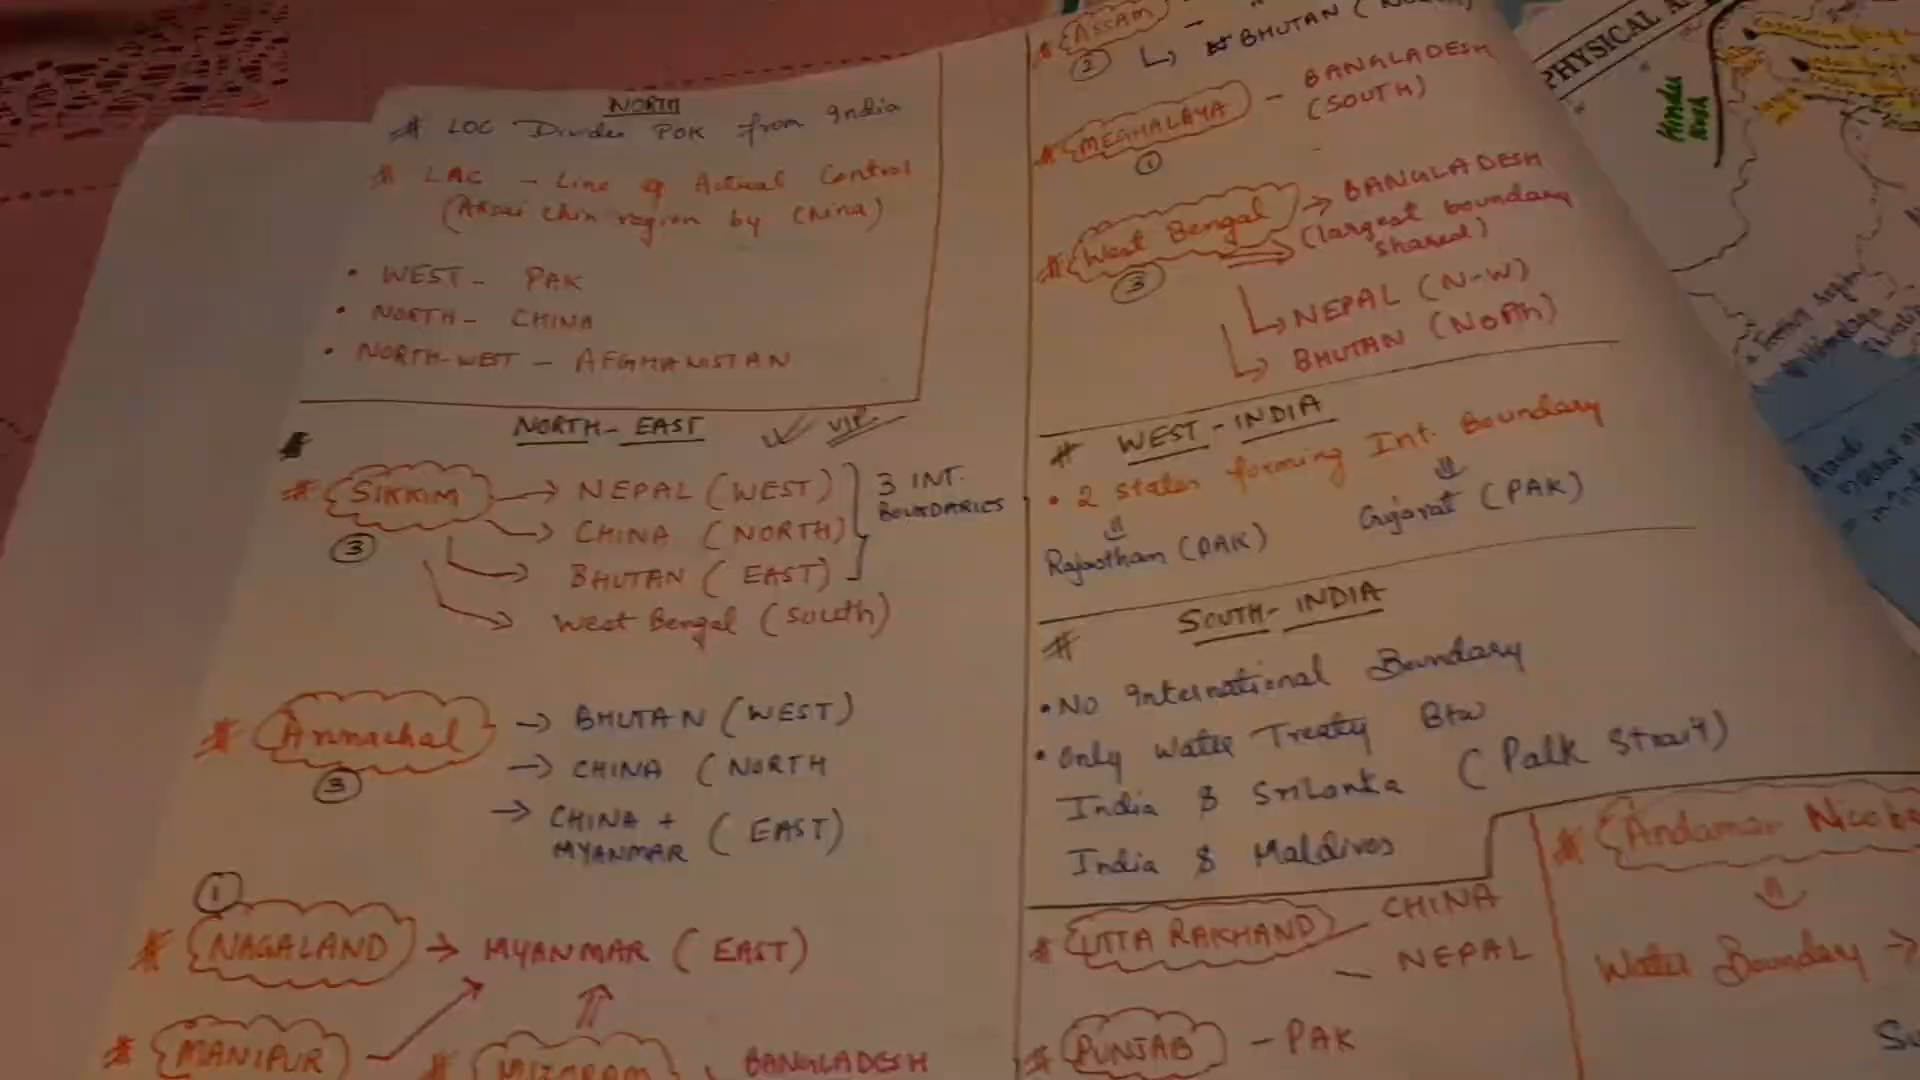 NORTH
# LOC Divides POK from India
# LAC - Line of Actual Control
(Aksai chin region by China)
• WEST - PAK
• NORTH - CHINA
• NORTH-WEST - AFGHANISTAN
# NORTH-EAST VIP
# SIKKIM → NEPAL (WEST)
③ → CHINA (NORTH)
→ BHUTAN (EAST)
3 INT.
BOUNDARIES
→ West Bengal (South)
# Arunachal → BHUTAN (WEST)
③ → CHINA (NORTH
→ CHINA +
MYANMAR (EAST)
①
# NAGALAND → MYANMAR (EAST)
# MANIPUR
# MIZORAM BANGLADESH
# ASSAM -
② ↳ BHUTAN
# MEGHALAYA - BANGLADESH
① (SOUTH)
# West Bengal → BANGLADESH
③ (largest boundary
shared)
↳ NEPAL (N-W)
↳ BHUTAN (NORTH)
# WEST-INDIA
• 2 states forming Int. Boundary
Rajasthan (PAK) Gujarat (PAK)
# SOUTH-INDIA
• No International Boundary
• Only Water Treaty Btw
India & SriLanka (Palk Strait)
India & Maldives
# UTTARAKHAND - CHINA
- NEPAL
# PUNJAB - PAK
# Andaman
Water Boundary →
PHYSICAL
Hindu
Kush